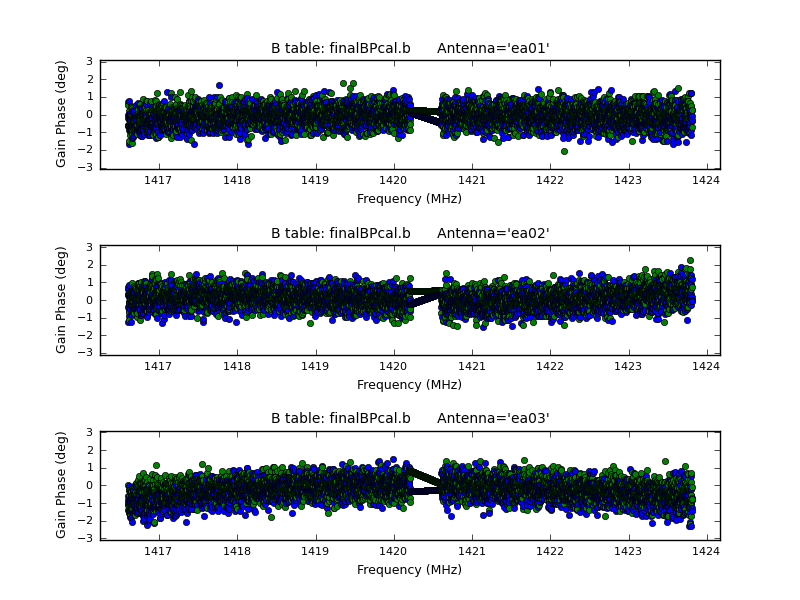 B table: finalBPcal.b      Antenna='ea01'
3
2
1
0
−1
−2
−3
Gain Phase (deg)
1417 1418 1419 1420 1421 1422 1423 1424
Frequency (MHz)
B table: finalBPcal.b      Antenna='ea02'
3
2
1
0
−1
−2
−3
Gain Phase (deg)
1417 1418 1419 1420 1421 1422 1423 1424
Frequency (MHz)
B table: finalBPcal.b      Antenna='ea03'
3
2
1
0
−1
−2
−3
Gain Phase (deg)
1417 1418 1419 1420 1421 1422 1423 1424
Frequency (MHz)